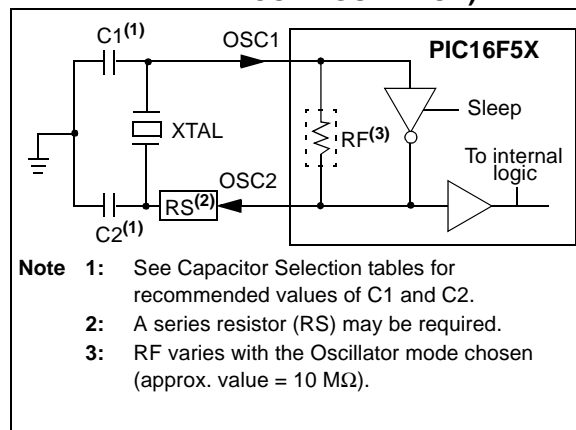 C1(1)
OSC1
PIC16F5X
Sleep
XTAL
RF(3)
To internal
logic
OSC2
RS(2)
C2(1)
Note 1: See Capacitor Selection tables for
recommended values of C1 and C2.
2: A series resistor (RS) may be required.
3: RF varies with the Oscillator mode chosen
(approx. value = 10 MΩ).